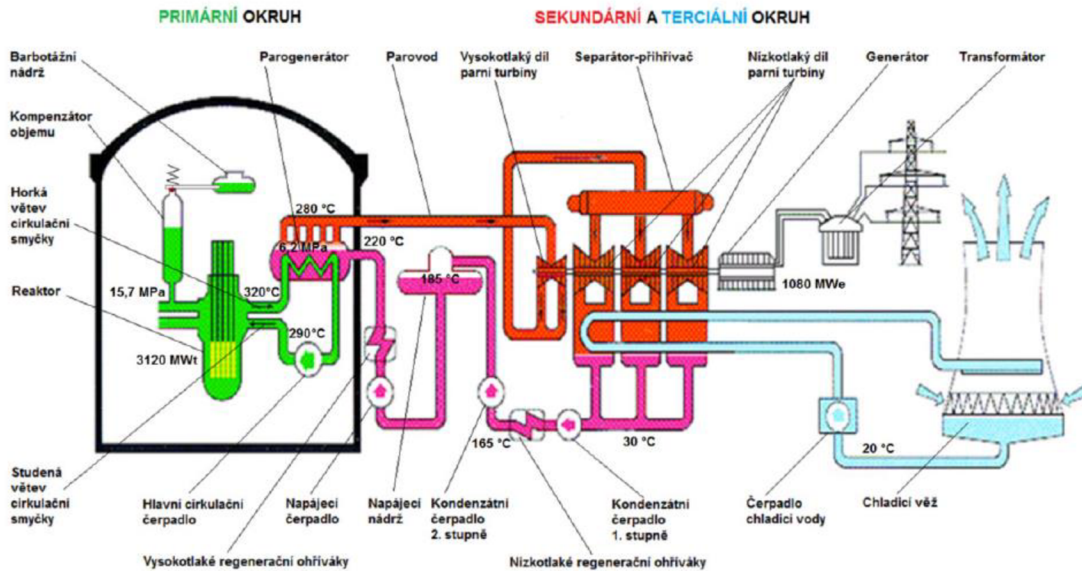 PRIMÁRNÍ OKRUH
SEKUNDÁRNÍ A TERCIÁLNÍ OKRUH
Barbotážní
nádrž
Parogenerátor
Parovod
Vysokotlaký díl
parní turbíny
Separátor-přihřívač
Nízkotlaký díl
parní turbíny
Generátor
Transformátor
Kompenzátor
objemu
Horká
větev
cirkulační
smyčky
Reaktor
280 °C
6,2 MPa
220 °C
185 °C
15,7 MPa
320°C
290°C
3120 MWt
1080 MWe
165 °C
30 °C
20 °C
Studená
větev
cirkulační
smyčky
Hlavní cirkulační
čerpadlo
Napájecí
čerpadlo
Napájecí
nádrž
Kondenzátní
čerpadlo
2. stupně
Kondenzátní
čerpadlo
1. stupně
Čerpadlo
chladicí vody
Chladicí věž
Vysokotlaké regenerační ohříváky
Nízkotlaké regenerační ohříváky